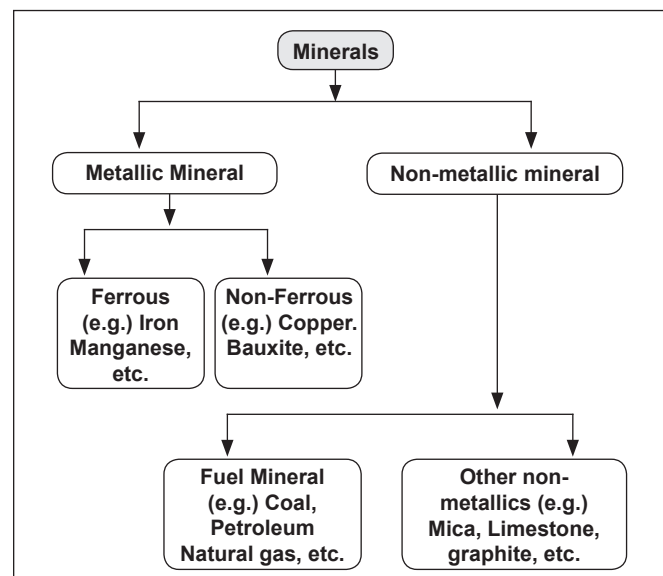 Minerals
Metallic Mineral
Non-metallic mineral
Ferrous
(e.g.) Iron
Manganese,
etc.
Non-Ferrous
(e.g.) Copper.
Bauxite, etc.
Fuel Mineral
(e.g.) Coal,
Petroleum
Natural gas, etc.
Other non-
metallics (e.g.)
Mica, Limestone,
graphite, etc.